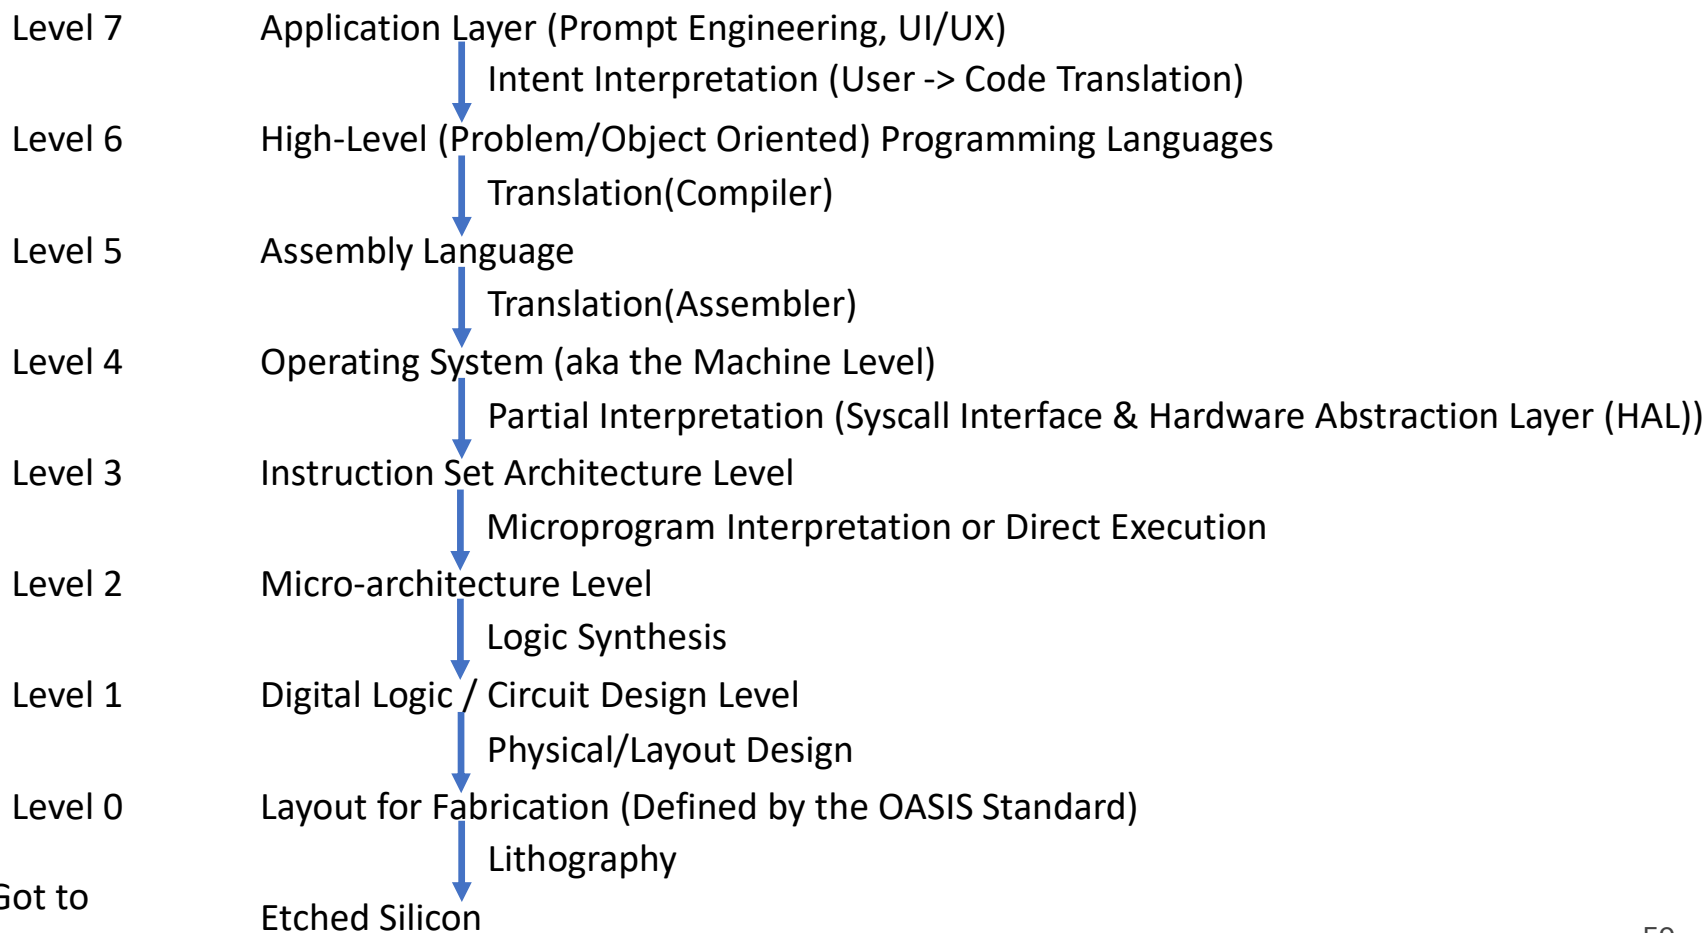 Level 7 Application Layer (Prompt Engineering, UI/UX)
Intent Interpretation (User -> Code Translation)
Level 6 High-Level (Problem/Object Oriented) Programming Languages
Translation(Compiler)
Level 5 Assembly Language
Translation(Assembler)
Level 4 Operating System (aka the Machine Level)
Partial Interpretation (Syscall Interface & Hardware Abstraction Layer (HAL))
Level 3 Instruction Set Architecture Level
Microprogram Interpretation or Direct Execution
Level 2 Micro-architecture Level
Logic Synthesis
Level 1 Digital Logic / Circuit Design Level
Physical/Layout Design
Level 0 Layout for Fabrication (Defined by the OASIS Standard)
Lithography
Got to
Etched Silicon